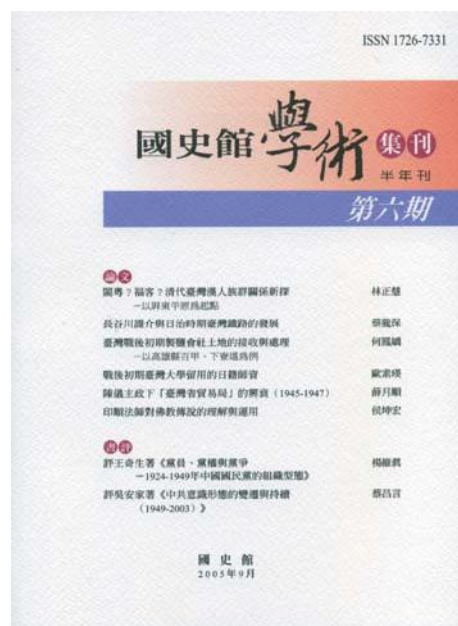 ISSN 1726-7331
國史館學術集刊
半年刊
第六期
論文
閩粵?福客?清代臺灣漢人族群關係新探 林正慧
－以屏東平原為起點
長谷川謹介與日治時期臺灣鐵路的發展 蔡龍保
臺灣戰後初期製鹽會社土地的接收與處理 何鳳嬌
－以高雄縣百甲、下寮邊為例
戰後初期臺灣大學留用的日籍師資 歐素瑛
陳儀主政下「臺灣省貿易局」的興衰（1945-1947） 薛月順
印順法師對佛教傳說的理解與運用 侯坤宏
書評
評王奇生著《黨員、黨權與黨爭 楊維真
－1924-1949年中國國民黨的組織型態》
評吳安家著《中共意識形態的變遷與持續 蔡昌言
（1949-2003）》
國史館
2005年9月